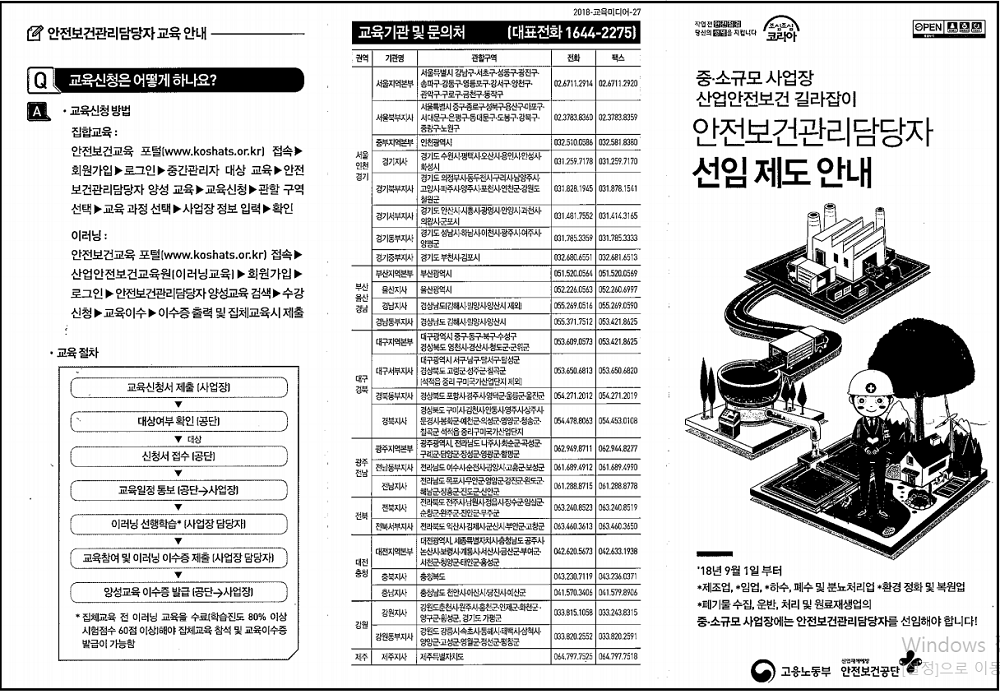 안전보건관리담당자 교육 안내
Q 교육신청은 어떻게 하나요?
A
· 교육신청 방법
집합교육 :
안전보건교육 포털(www.koshats.or.kr) 접속▶
회원가입▶로그인▶중간관리자 대상 교육▶안전
보건관리담당자 양성 교육▶교육신청▶관할 구역
선택▶교육 과정 선택▶사업장 정보 입력▶확인
이러닝 :
안전보건교육 포털(www.koshats.or.kr) 접속▶
산업안전보건교육원(이러닝교육)▶회원가입▶
로그인▶안전보건관리담당자 양성교육 검색▶수강
신청▶교육이수▶이수증 출력 및 집체교육시 제출
· 교육 절차
교육신청서 제출 (사업장)
대상여부 확인 (공단)
▼ 대상
신청서 접수 (공단)
교육일정 통보 (공단→사업장)
이러닝 선행학습* (사업장 담당자)
교육참여 및 이러닝 이수증 제출 (사업장 담당자)
양성교육 이수증 발급 (공단→사업장)
* 집체교육 전 이러닝 교육을 수료(학습진도 80% 이상
시험점수 60점 이상)해야 집체교육 참석 및 교육이수증
발급이 가능함
2018-교육미디어-27
교육기관 및 문의처 (대표전화 1644-2275)
권역 기관명 관할구역 전화 팩스
서울 인천 경기
서울지역본부 서울특별시 강남구·서초구·성동구·광진구·
송파구·강동구·영등포구·강서구·양천구·
관악구·구로구·금천구·동작구 02.6711.2914 02.6711.2920
서울북부지사 서울특별시 중구·종로구·성북구·용산구·마포구·
서대문구·은평구·동대문구·도봉구·강북구·
중랑구·노원구 02.3783.8369 02.3783.8359
중부지역본부 인천광역시 032.510.0586 032.581.8380
경기지사 경기도 수원시·평택시·오산시·용인시·안성시·
화성시 031.259.7178 031.259.7170
경기북부지사 경기도 의정부시·동두천시·구리시·남양주시·
고양시·파주시·양주시·포천시·연천군·강원도
철원군 031.828.1945 031.878.1541
경기서부지사 경기도 안산시·시흥시·광명시·안양시·과천시·
의왕시·군포시 031.481.7552 031.414.3165
경기동부지사 경기도 성남시·하남시·이천시·광주시·여주시·
양평군 031.785.3359 031.785.3333
경기중부지사 경기도 부천시·김포시 032.680.6551 032.681.6513
부산 울산 경남
부산지역본부 부산광역시 051.520.0564 051.520.0569
울산지사 울산광역시 052.226.0563 052.260.6997
경남지사 경상남도(김해시·밀양시·양산시 제외) 055.269.0516 055.269.0590
경남동부지사 경상남도 김해시·밀양시·양산시 055.371.7512 053.421.8625
대구 경북
대구지역본부 대구광역시 중구·동구·북구·수성구
경상북도 영천시·경산시·청도군·군위군 053.609.0573 053.421.8625
대구서부지사 대구광역시 서구·남구·달서구·달성군
경상북도 고령군·성주군·칠곡군
(석적읍 중리 구미국가산업단지 제외) 053.650.6813 053.650.6820
경북동부지사 경상북도 포항시·경주시·영덕군·울릉군·울진군 054.271.2012 054.271.2019
경북지사 경상북도 구미시·김천시·안동시·영주시·상주시·
문경시·봉화군·예천군·의성군·영양군·청송군·
칠곡군 석적읍 중리구미국가산업단지 054.478.8063 054.453.0108
광주 전남
광주지역본부 광주광역시, 전라남도 나주시·화순군·곡성군·
구례군·담양군·장성군·영광군·함평군 062.949.8711 062.944.8277
전남동부지사 전라남도 여수시·순천시·광양시·고흥군·보성군 061.689.4912 061.689.4990
전남지사 전라남도 목포시·무안군·영암군·강진군·완도군·
해남군·장흥군·진도군·신안군 061.288.8715 061.288.8778
전북
전북지사 전라북도 전주시·남원시·정읍시·장수군·임실군·
순창군·완주군·진안군·무주군 063.240.8523 063.240.8519
전북서부지사 전라북도 익산시·김제시·군산시·부안군·고창군 063.460.3613 063.460.3650
대전 충청
대전지역본부 대전광역시, 세종특별자치시·충청남도 공주시·
논산시·보령시·계룡시·서산시·금산군·부여군·
서천군·청양군·태안군·홍성군 042.620.5673 042.633.1938
충북지사 충청북도 043.230.7119 043.236.0371
충남지사 충청남도 천안시·아산시·당진시·예산군 041.570.3405 041.579.8906
강원
강원지사 강원도춘천시·원주시·홍천군·인제군·화천군·
양구군·횡성군, 경기도 가평군 033.815.1058 033.243.8315
강원동부지사 강원도 강릉시·속초시·동해시·태백시·삼척시·
양양군·고성군·영월군·정선군·평창군 033.820.2552 033.820.2591
제주 제주지사 제주특별자치도 064.797.7525 064.797.7518
작업전 안전점검
당신의 생명을 지킵니다
조심조심 코리아
OPEN
중·소규모 사업장
산업안전보건 길라잡이
안전보건관리담당자
선임 제도 안내
'18년 9월 1일 부터
*제조업, *임업, *하수, 폐수 및 분뇨처리업 *환경 정화 및 복원업
*폐기물 수집, 운반, 처리 및 원료재생업의
중·소규모 사업장에는 안전보건관리담당자를 선임해야 합니다!
고용노동부
산업재해예방
안전보건공단
Windows
[설정]으로 이동